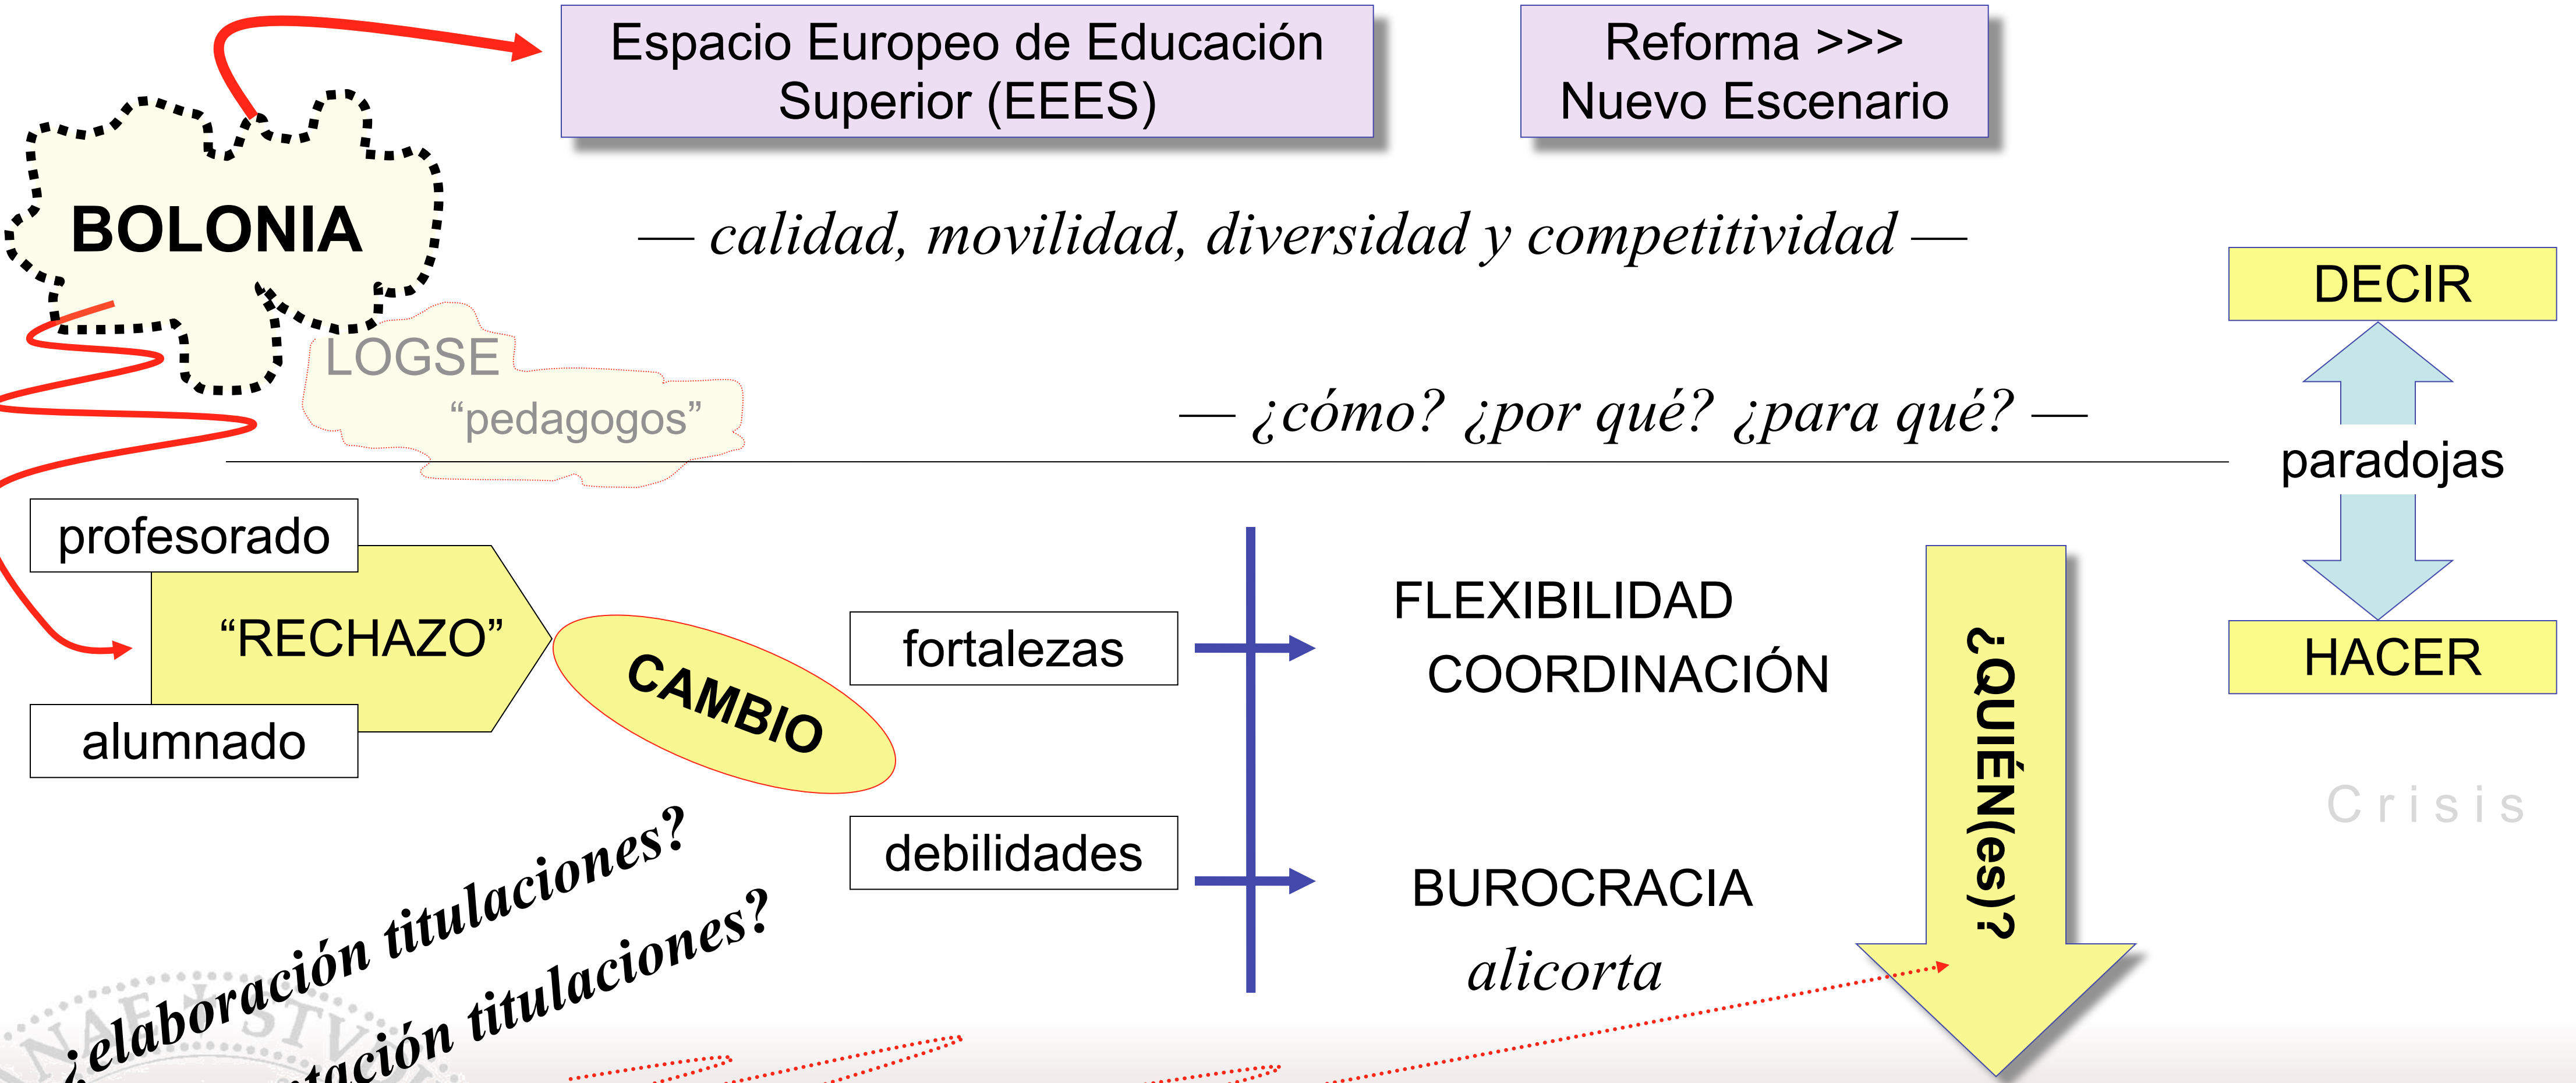 Espacio Europeo de Educación
Superior (EEES)
Reforma >>>
Nuevo Escenario
BOLONIA
— calidad, movilidad, diversidad y competitividad —
DECIR
LOGSE
“pedagogos”
— ¿cómo? ¿por qué? ¿para qué? —
paradojas
profesorado
“RECHAZO”
alumnado
CAMBIO
fortalezas
debilidades
FLEXIBILIDAD
COORDINACIÓN
BUROCRACIA
alicorta
¿QUIÉN(es)?
HACER
Crisis
¿elaboración titulaciones?
titulaciones?